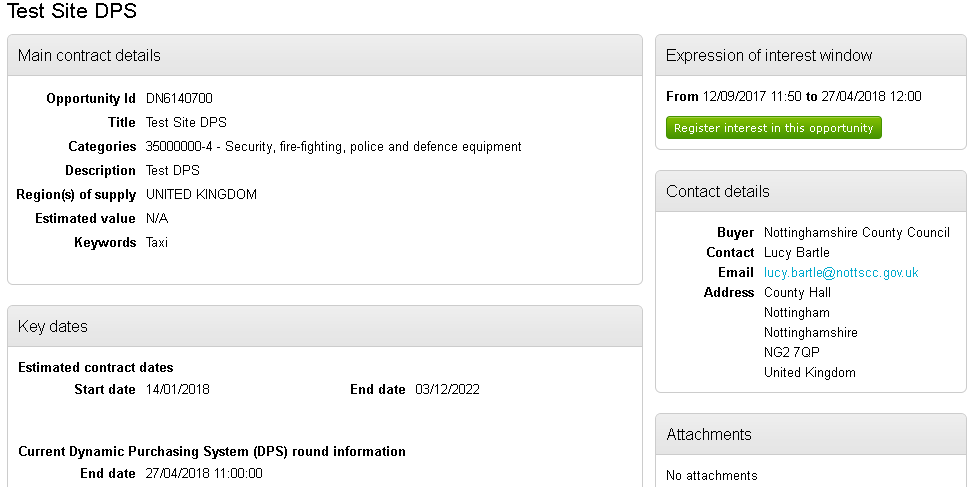 Test Site DPS
Main contract details
Opportunity Id DN6140700
Title Test Site DPS
Categories 35000000-4 - Security, fire-fighting, police and defence equipment
Description Test DPS
Region(s) of supply UNITED KINGDOM
Estimated value N/A
Keywords Taxi
Key dates
Estimated contract dates
Start date 14/01/2018 End date 03/12/2022
Current Dynamic Purchasing System (DPS) round information
End date 27/04/2018 11:00:00
Expression of interest window
From 12/09/2017 11:50 to 27/04/2018 12:00
Register interest in this opportunity
Contact details
Buyer Nottinghamshire County Council
Contact Lucy Bartle
Email lucy.bartle@nottscc.gov.uk
Address County Hall
Nottingham
Nottinghamshire
NG2 7QP
United Kingdom
Attachments
No attachments